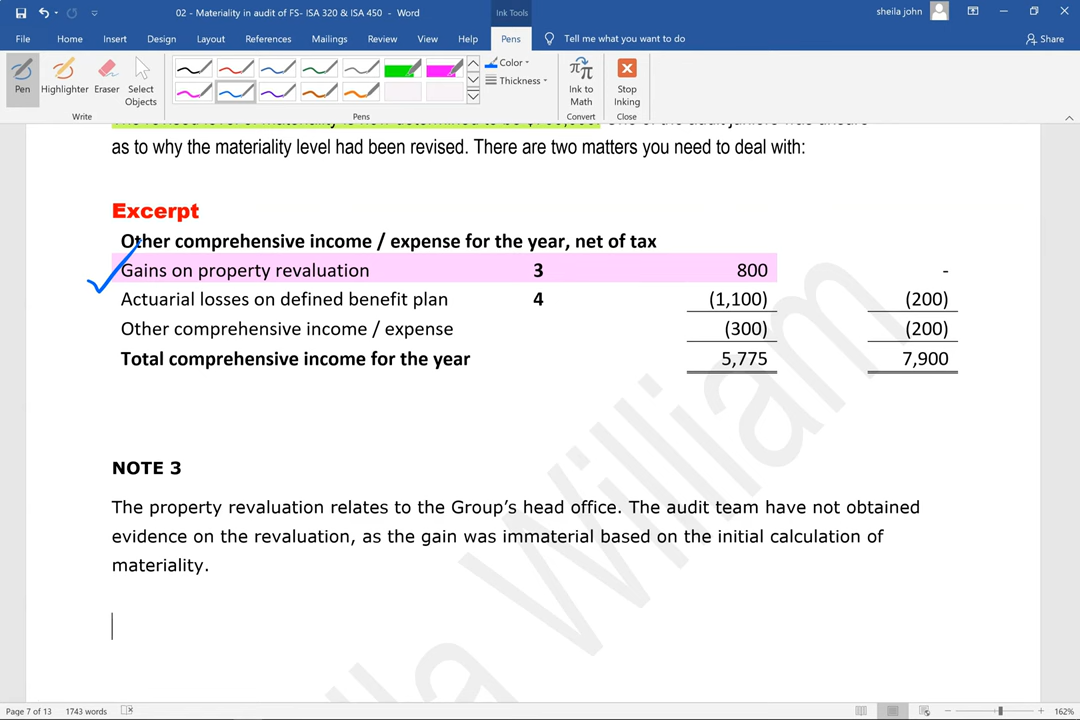 02 - Materiality in audit of FS- ISA 320 & ISA 450 - Word
Ink Tools
sheila john
File Home Insert Design Layout References Mailings Review View Help Pens Tell me what you want to do Share
Pen Highlighter Eraser Select Objects
Color
Thickness
Ink to Math
Stop Inking
Write Pens Convert Close
as to why the materiality level had been revised. There are two matters you need to deal with:
Excerpt
Other comprehensive income / expense for the year, net of tax
Gains on property revaluation 3 800 -
Actuarial losses on defined benefit plan 4 (1,100) (200)
Other comprehensive income / expense (300) (200)
Total comprehensive income for the year 5,775 7,900
NOTE 3
The property revaluation relates to the Group's head office. The audit team have not obtained
evidence on the revaluation, as the gain was immaterial based on the initial calculation of
materiality.
William
Page 7 of 13 1743 words 162%